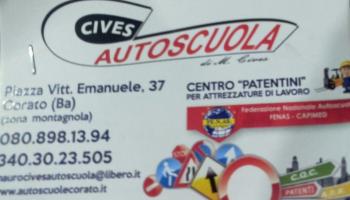 CIVES
AUTOSCUOLA
di M. Cives
Piazza Vitt. Emanuele, 37
Corato (Ba)
(zona montagnola)
080.898.13.94
340.30.23.505
maurocivesautoscuola@libero.it
www.autoscuolecorato.it
CENTRO "PATENTINI"
PER ATTREZZATURE DI LAVORO
Federazione Nazionale Autoscuole
FENAS - CAPIMED
C.Q.C.
PATENTI